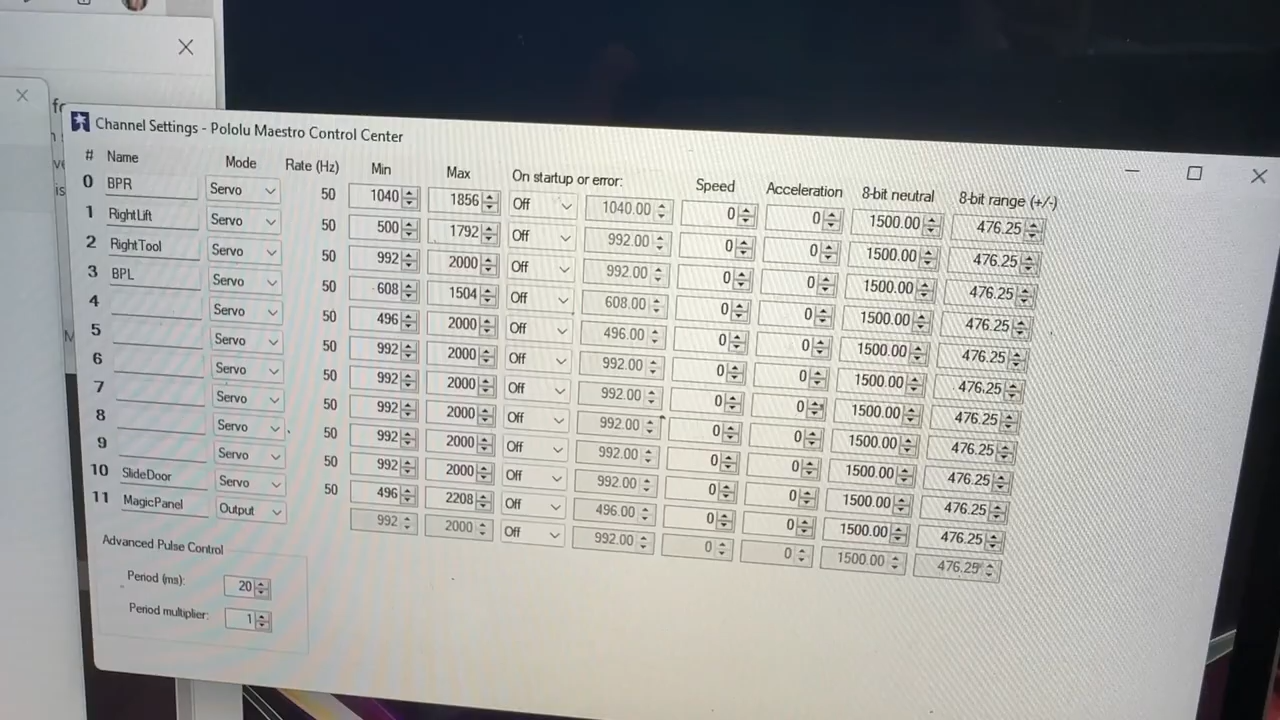 Channel Settings - Pololu Maestro Control Center
# Name Mode Rate (Hz) Min Max On startup or error: Speed Acceleration 8-bit neutral 8-bit range (+/-)
0 BPR Servo 50 1040 1856 Off 1040.00 0 0 1500.00 476.25
1 RightLift Servo 50 500 1792 Off 992.00 0 0 1500.00 476.25
2 RightTool Servo 50 992 2000 Off 992.00 0 0 1500.00 476.25
3 BPL Servo 50 608 1504 Off 608.00 0 0 1500.00 476.25
4 Servo 50 496 2000 Off 496.00 0 0 1500.00 476.25
5 Servo 50 992 2000 Off 992.00 0 0 1500.00 476.25
6 Servo 50 992 2000 Off 992.00 0 0 1500.00 476.25
7 Servo 50 992 2000 Off 992.00 0 0 1500.00 476.25
8 Servo 50 992 2000 Off 992.00 0 0 1500.00 476.25
9 Servo 50 992 2000 Off 992.00 0 0 1500.00 476.25
10 SlideDoor Servo 50 496 2208 Off 496.00 0 0 1500.00 476.25
11 MagicPanel Output 992 2000 Off 992.00 0 0 1500.00 476.25
Advanced Pulse Control
Period (ms): 20
Period multiplier: 1